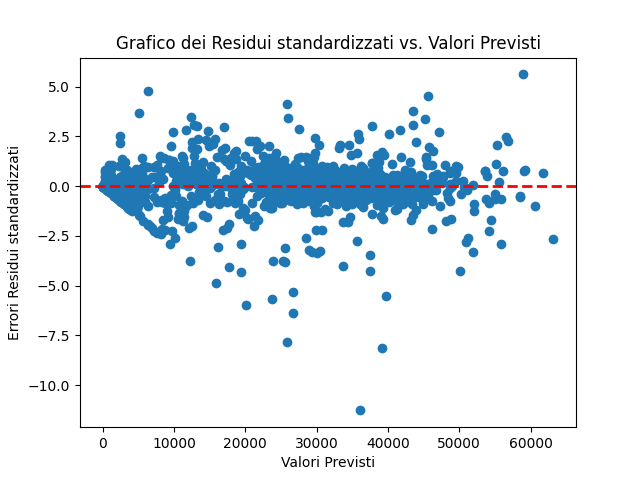 Grafico dei Residui standardizzati vs. Valori Previsti
Errori Residui standardizzati
5.0
2.5
0.0
−2.5
−5.0
−7.5
−10.0
0 10000 20000 30000 40000 50000 60000
Valori Previsti